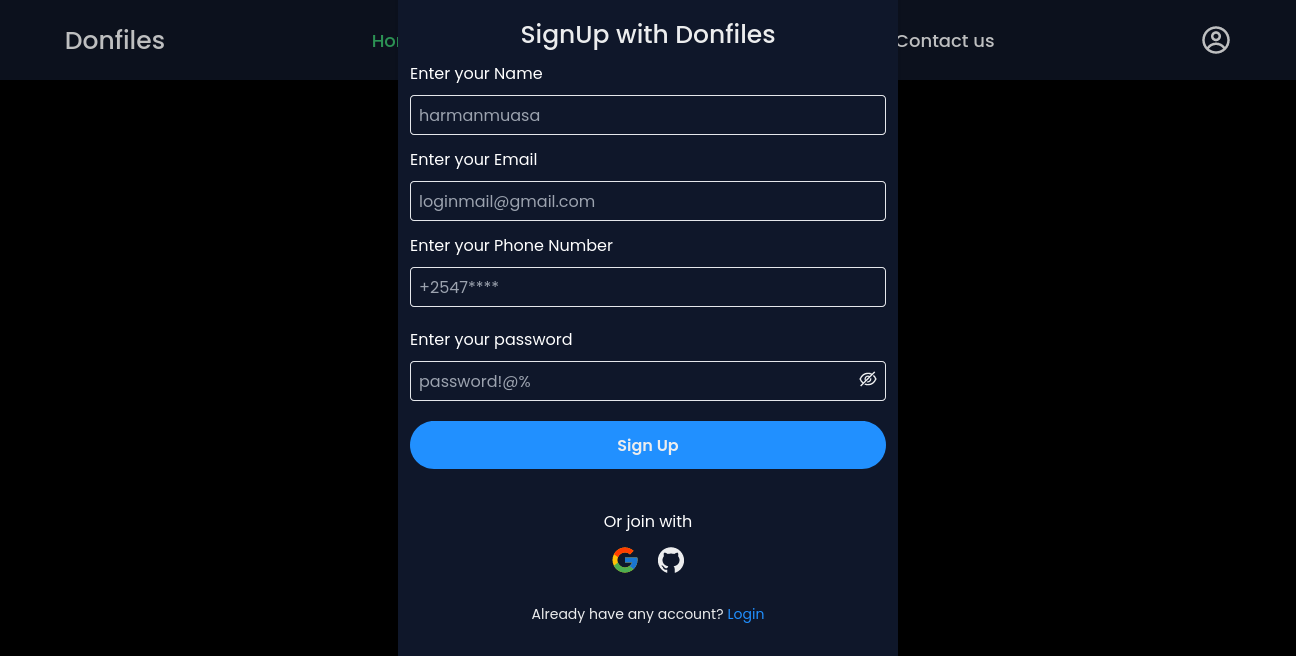 Donfiles
Ho
SignUp with Donfiles
Contact us
Enter your Name
harmanmuasa
Enter your Email
loginmail@gmail.com
Enter your Phone Number
+2547****
Enter your password
password!@%
Sign Up
Or join with
Already have any account? Login